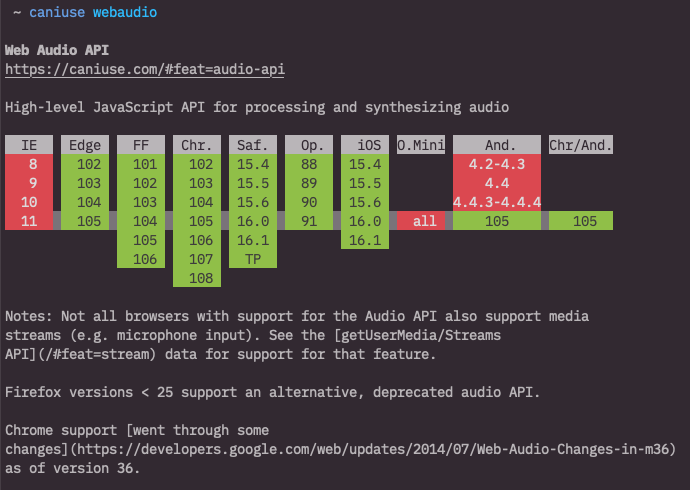 ~ caniuse webaudio
Web Audio API
https://caniuse.com/#feat=audio-api
High-level JavaScript API for processing and synthesizing audio
IE Edge FF Chr. Saf. Op. iOS O.Mini And. Chr/And.
8 102 101 102 15.4 88 15.4 4.2-4.3
9 103 102 103 15.5 89 15.5 4.4
10 104 103 104 15.6 90 15.6 4.4.3-4.4.4
11 105 104 105 16.0 91 16.0 all 105 105
105 106 16.1 16.1
106 107 TP
108
Notes: Not all browsers with support for the Audio API also support media
streams (e.g. microphone input). See the [getUserMedia/Streams
API](/#feat=stream) data for support for that feature.
Firefox versions < 25 support an alternative, deprecated audio API.
Chrome support [went through some
changes](https://developers.google.com/web/updates/2014/07/Web-Audio-Changes-in-m36)
as of version 36.